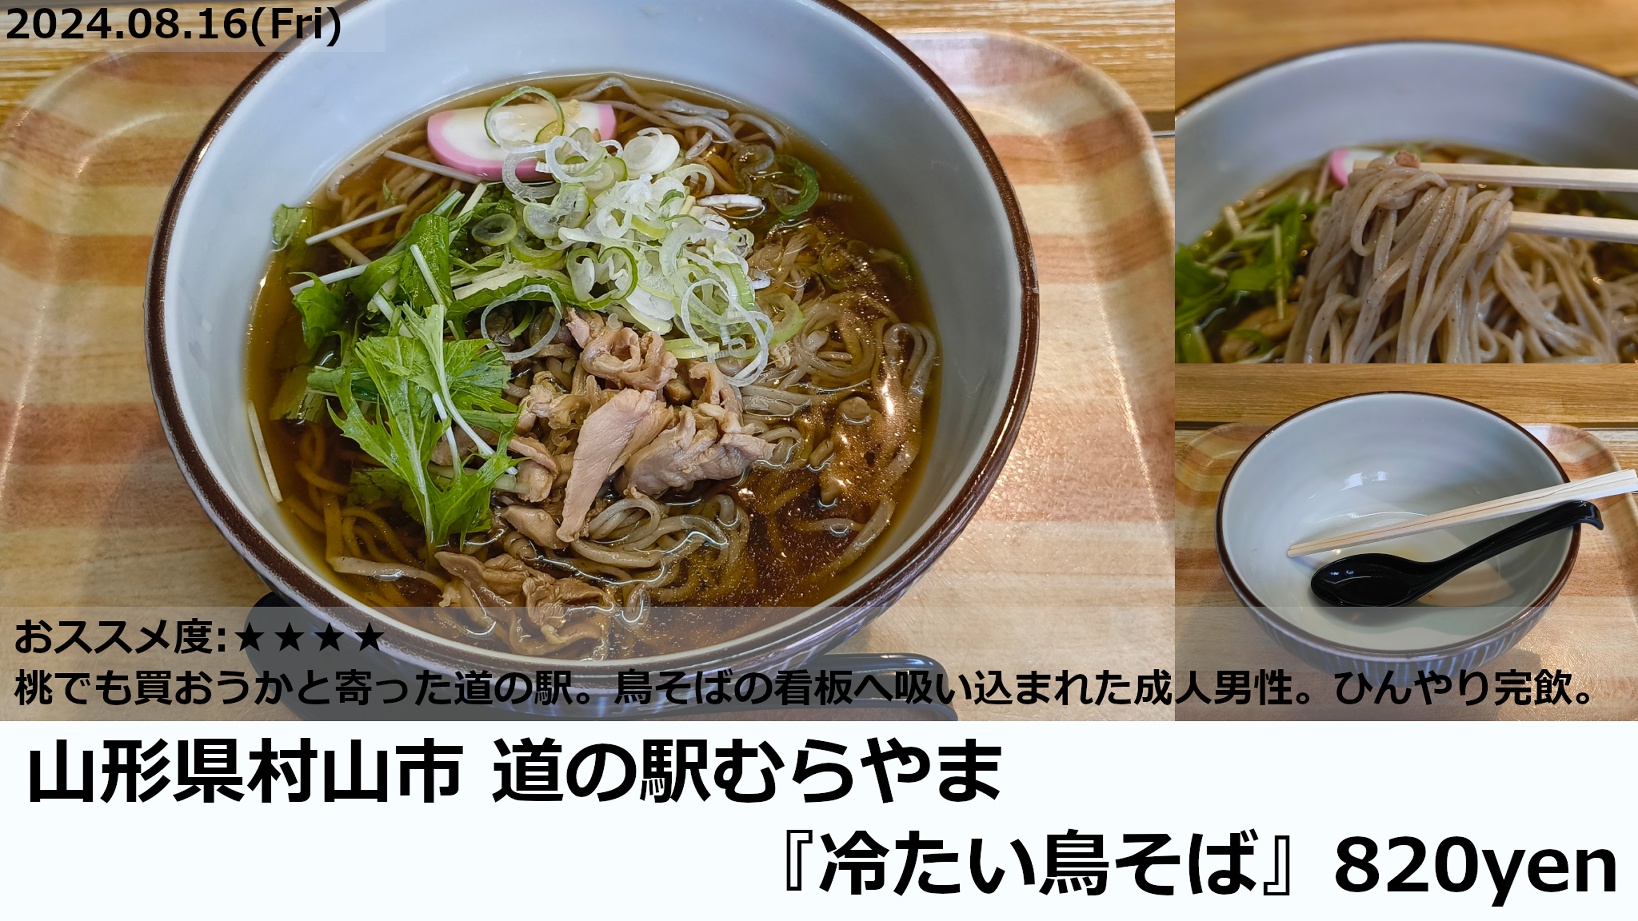 2024.08.16(Fri)
おススメ度:★★★★
桃でも買おうかと寄った道の駅。鳥そばの看板へ吸い込まれた成人男性。ひんやり完飲。
山形県村山市 道の駅むらやま
『冷たい鳥そば』820yen